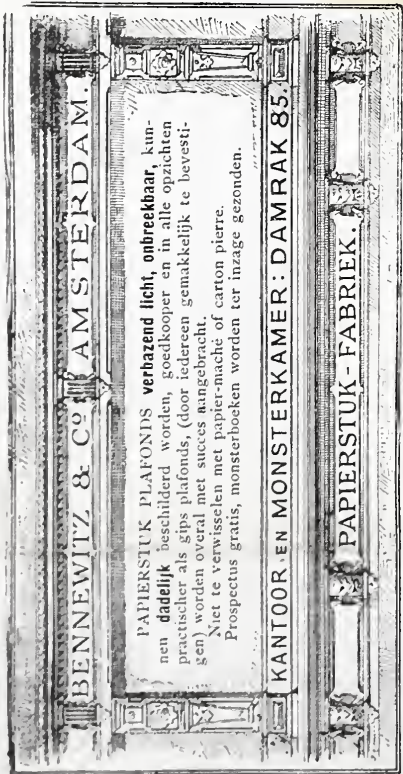 BENNEWITZ & Cº AMSTERDAM.
PAPIERSTUK PLAFONDS verbazend licht, onbreekbaar, kun-
nen dadelijk beschilderd worden, goedkooper en in alle opzichten
practischer als gips plafonds, (door iedereen gemakkelijk te bevesti-
gen) worden overal met succes aangebracht.
Niet te verwisselen met papier-maché of carton pierre.
Prospectus gratis, monsterboeken worden ter inzage gezonden.
KANTOOR EN MONSTERKAMER: DAMRAK 85.
PAPIERSTUK-FABRIEK.